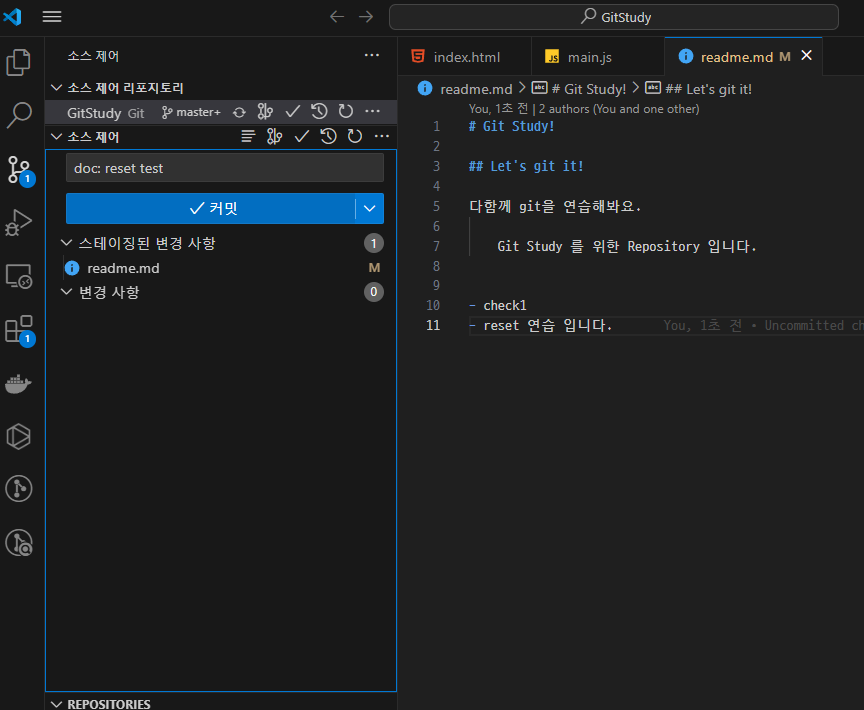 GitStudy
소스 제어
소스 제어 리포지토리
GitStudy Git master+
소스 제어
doc: reset test
커밋
스테이징된 변경 사항 1
readme.md M
변경 사항 0
REPOSITORIES
1
1
index.html
JS main.js
readme.md M
readme.md > abc # Git Study! > abc ## Let's git it!
You, 1초 전 | 2 authors (You and one other)
1 # Git Study!
2
3 ## Let's git it!
4
5 다함께 git을 연습해봐요.
6
7 Git Study 를 위한 Repository 입니다.
8
9
10 - check1
11 - reset 연습 입니다. You, 1초 전 • Uncommitted ch